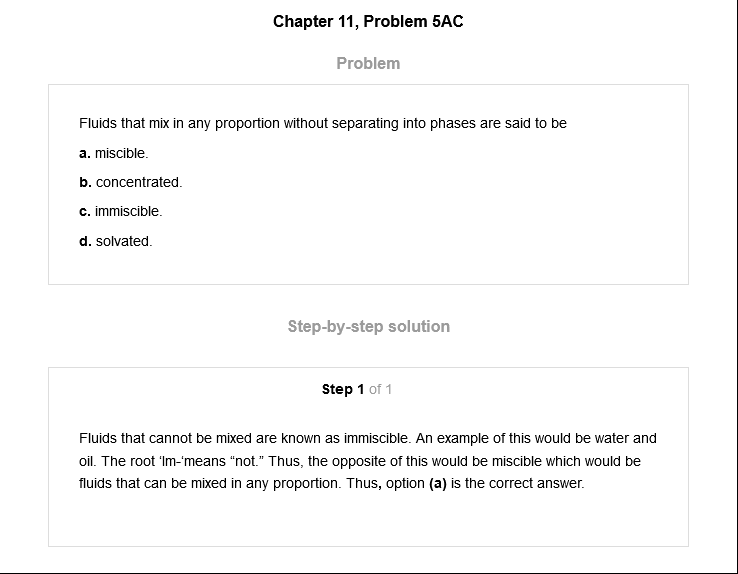 Chapter 11, Problem 5AC
Problem
Fluids that mix in any proportion without separating into phases are said to be
a. miscible.
b. concentrated.
c. immiscible.
d. solvated.
Step-by-step solution
Step 1 of 1
Fluids that cannot be mixed are known as immiscible. An example of this would be water and
oil. The root ‘Im-‘means “not.” Thus, the opposite of this would be miscible which would be
fluids that can be mixed in any proportion. Thus, option (a) is the correct answer.